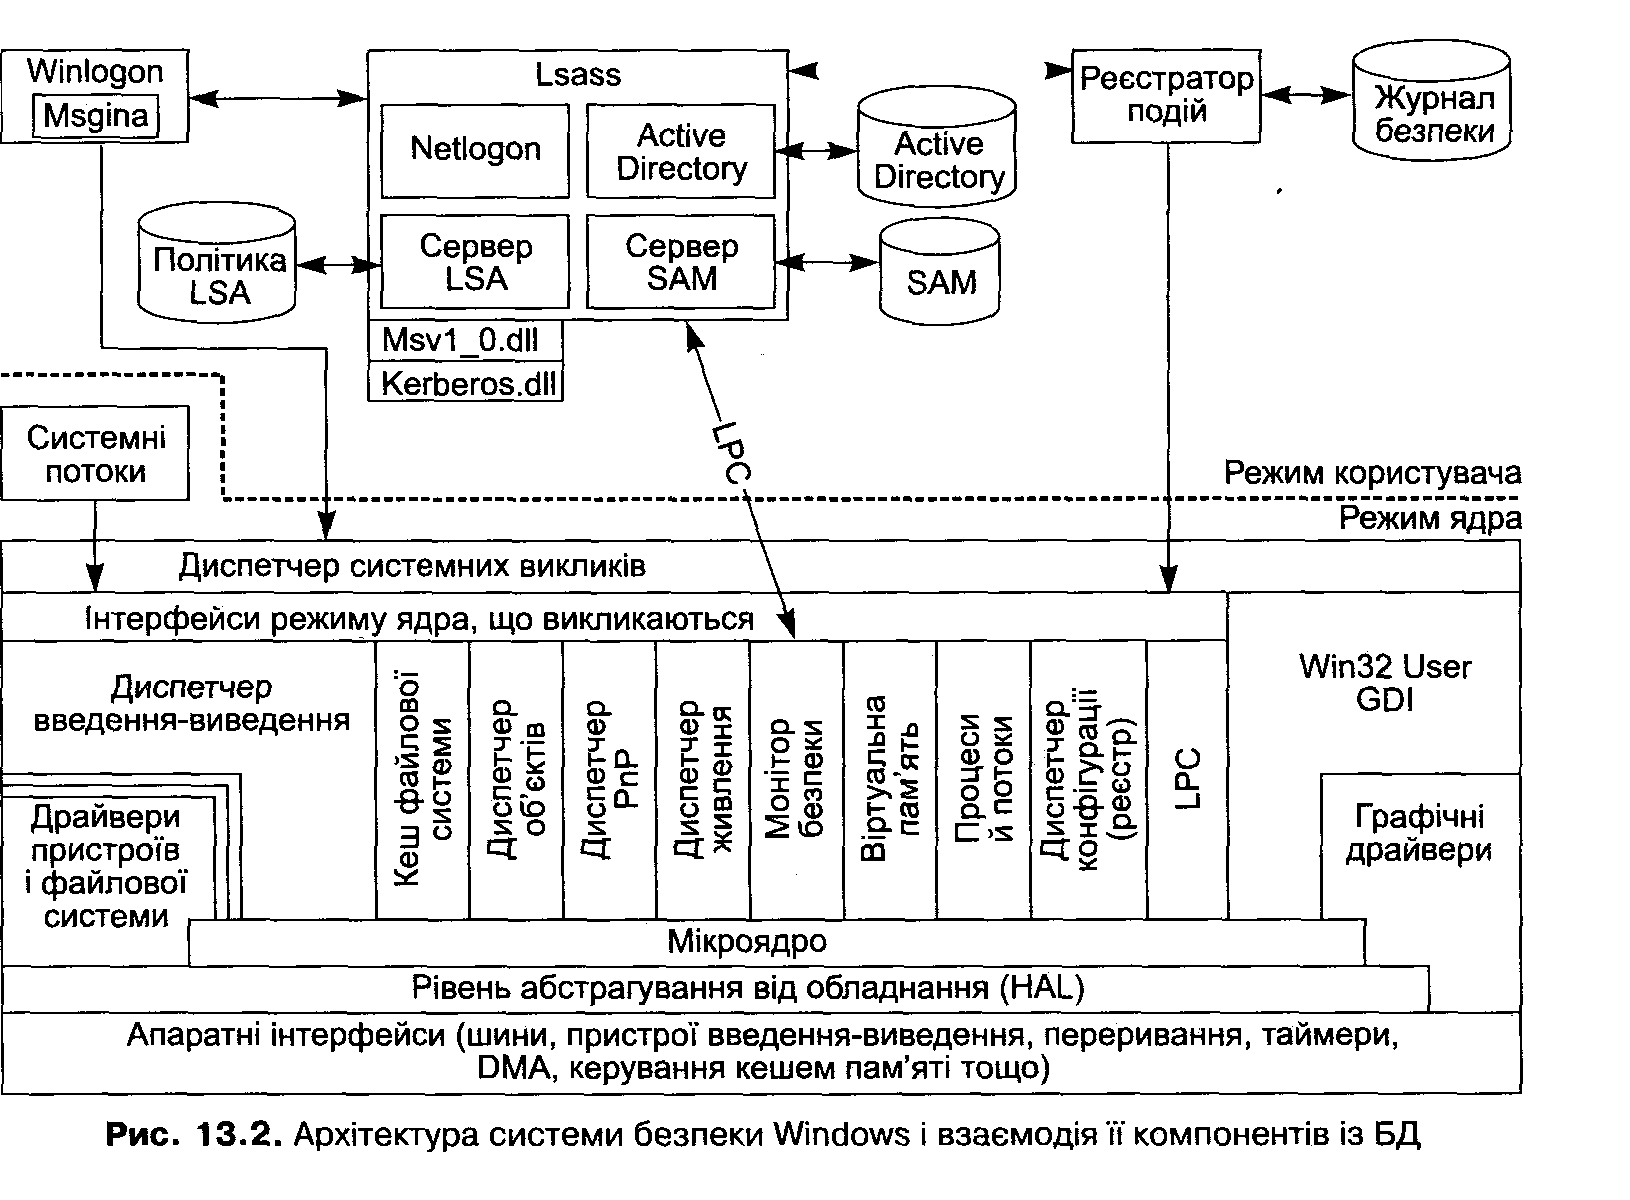 Winlogon
Msgina
Lsass
Netlogon
Active
Directory
Сервер
LSA
Сервер
SAM
Msv1_0.dll
Kerberos.dll
Політика
LSA
Active
Directory
SAM
Реєстратор
подій
Журнал
безпеки
LPC
Системні
потоки
Режим користувача
Режим ядра
Диспетчер системних викликів
Інтерфейси режиму ядра, що викликаються
Диспетчер
введення-виведення
Кеш файлової
системи
Диспетчер
об'єктів
Диспетчер
PnP
Диспетчер
живлення
Монітор
безпеки
Віртуальна
пам'ять
Процеси
й потоки
Диспетчер
конфігурації
(реєстр)
LPC
Win32 User
GDI
Драйвери
пристроїв
і файлової
системи
Графічні
драйвери
Мікроядро
Рівень абстрагування від обладнання (HAL)
Апаратні інтерфейси (шини, пристрої введення-виведення, переривання, таймери,
DMA, керування кешем пам'яті тощо)
Рис. 13.2. Архітектура системи безпеки Windows і взаємодія її компонентів із БД